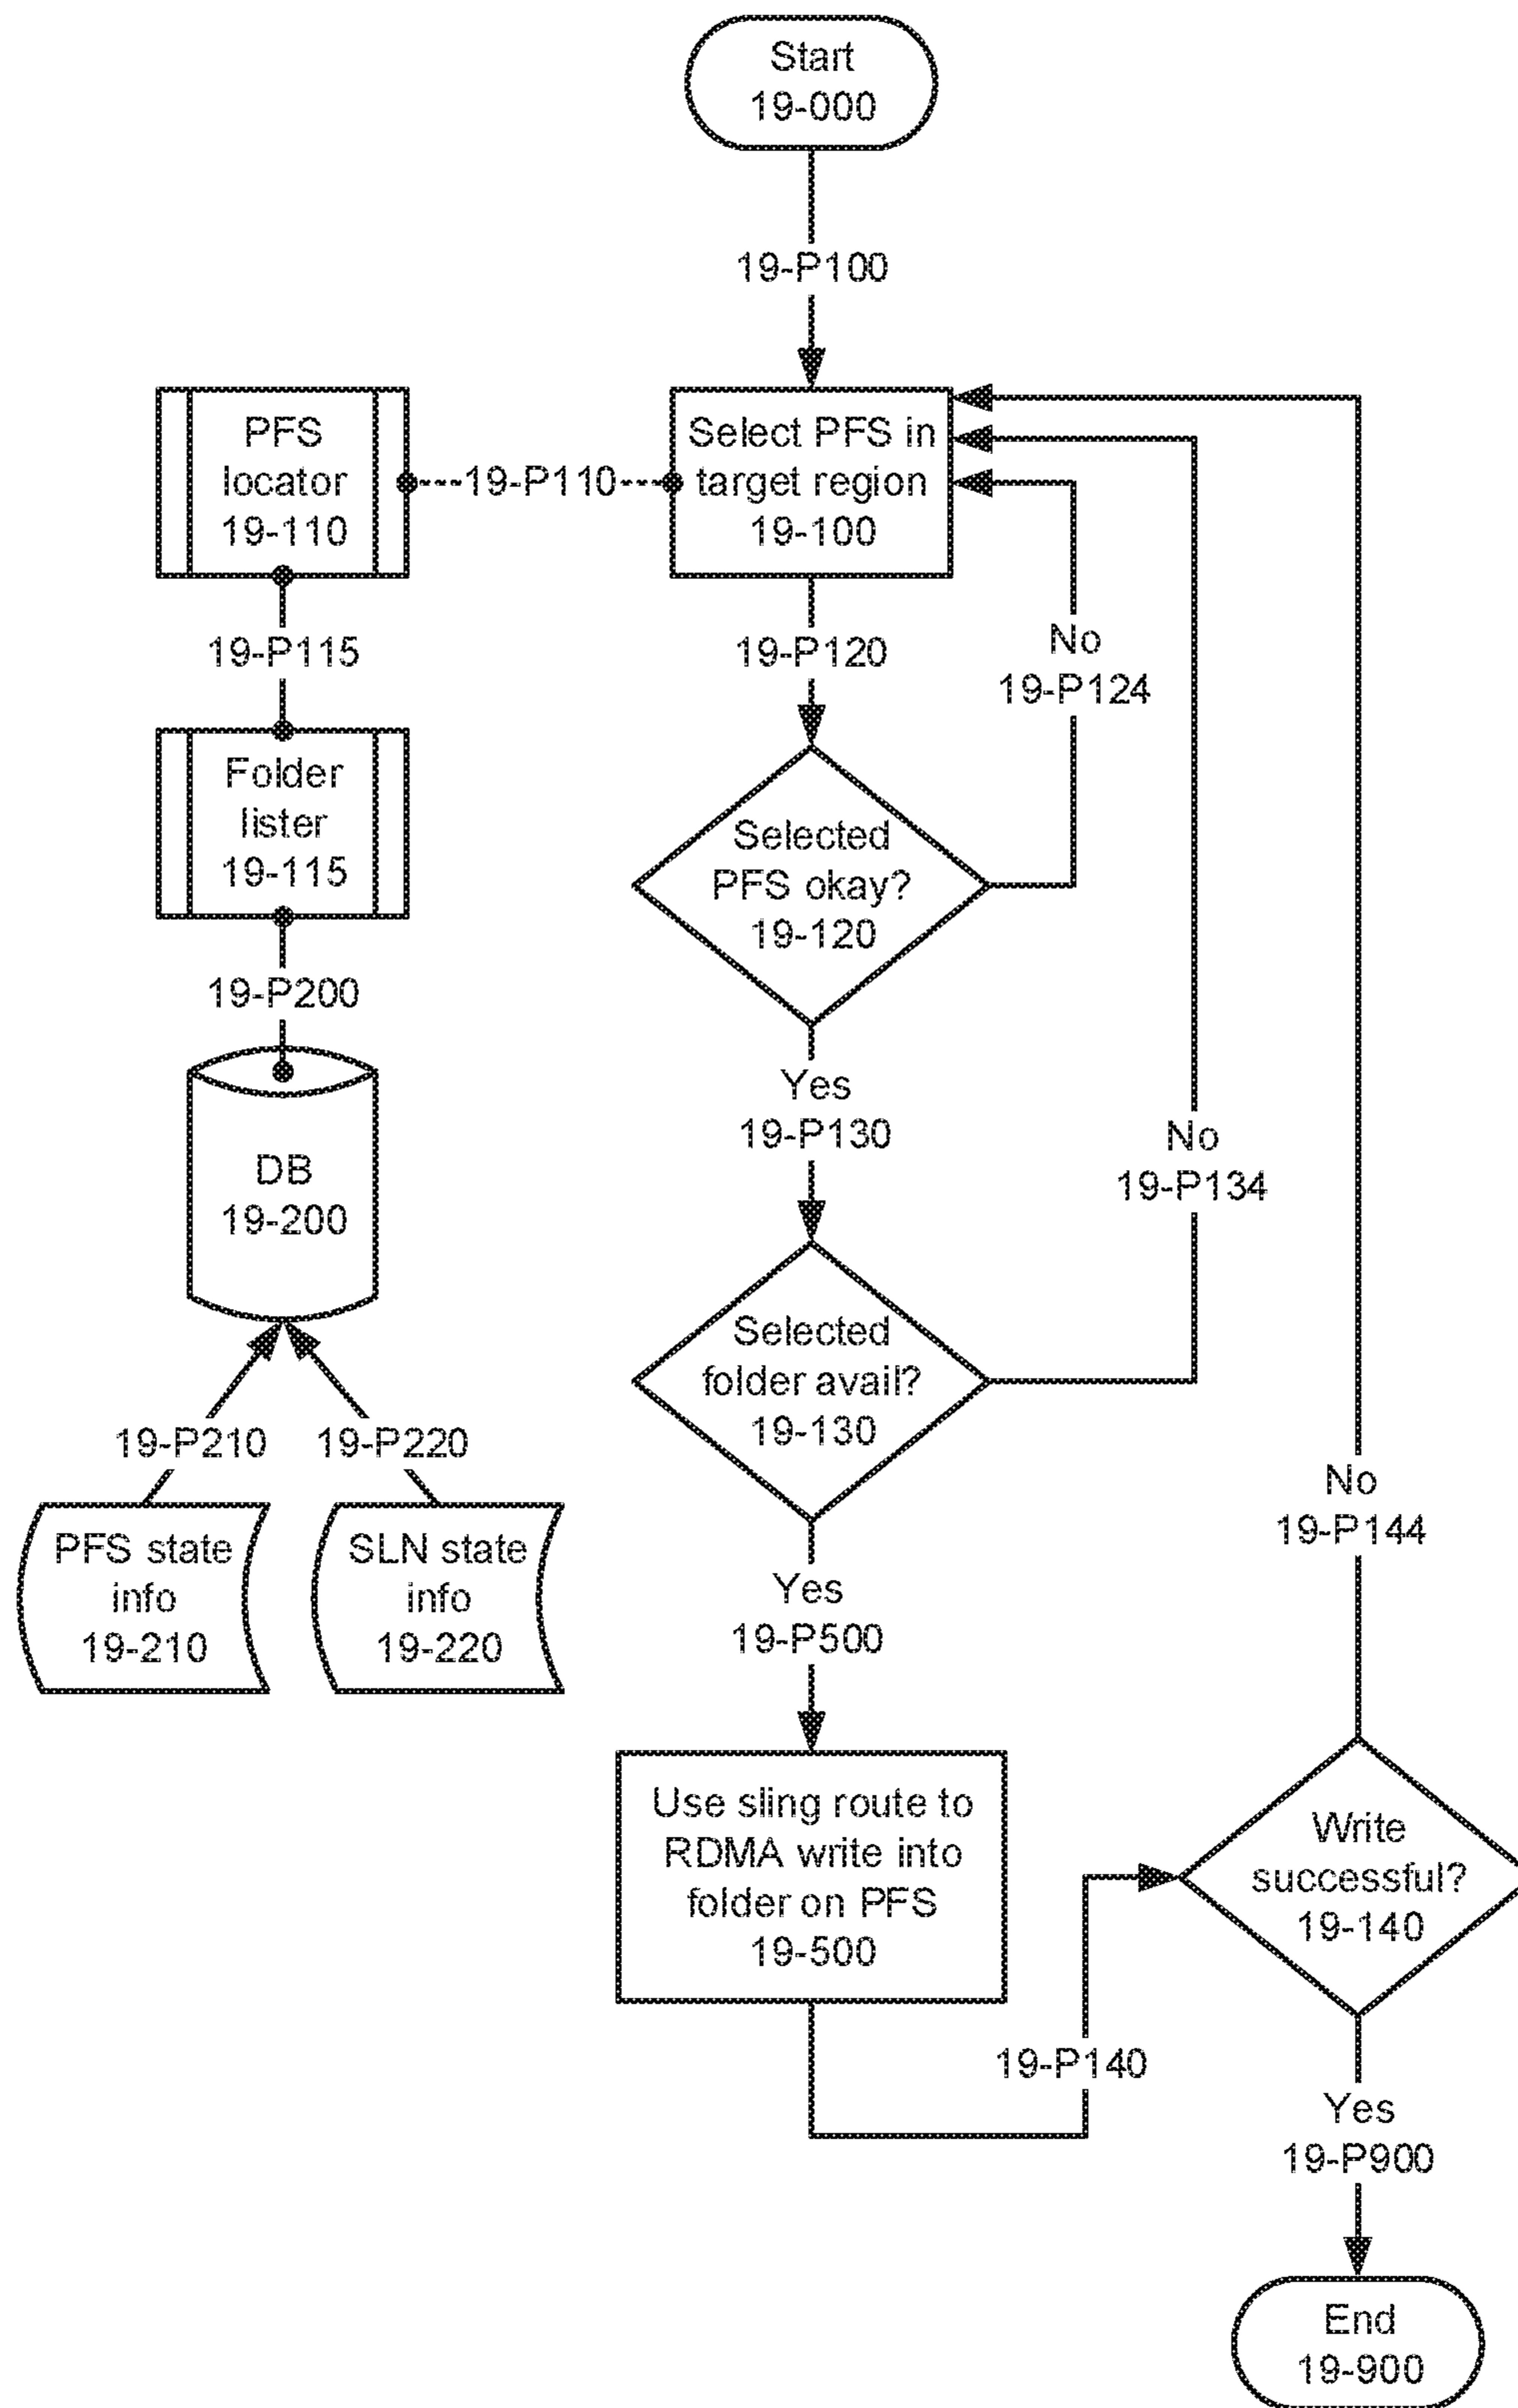 Start
19-000
19-P100
PFS
locator
19-110
19-P110
Select PFS in
target region
19-100
19-P115
19-P120
No
19-P124
Folder
lister
19-115
Selected
PFS okay?
19-120
19-P200
Yes
19-P130
No
19-P134
DB
19-200
Selected
folder avail?
19-130
19-P210
19-P220
No
19-P144
PFS state
info
19-210
SLN state
info
19-220
Yes
19-P500
Use sling route to
RDMA write into
folder on PFS
19-500
Write
successful?
19-140
19-P140
Yes
19-P900
End
19-900